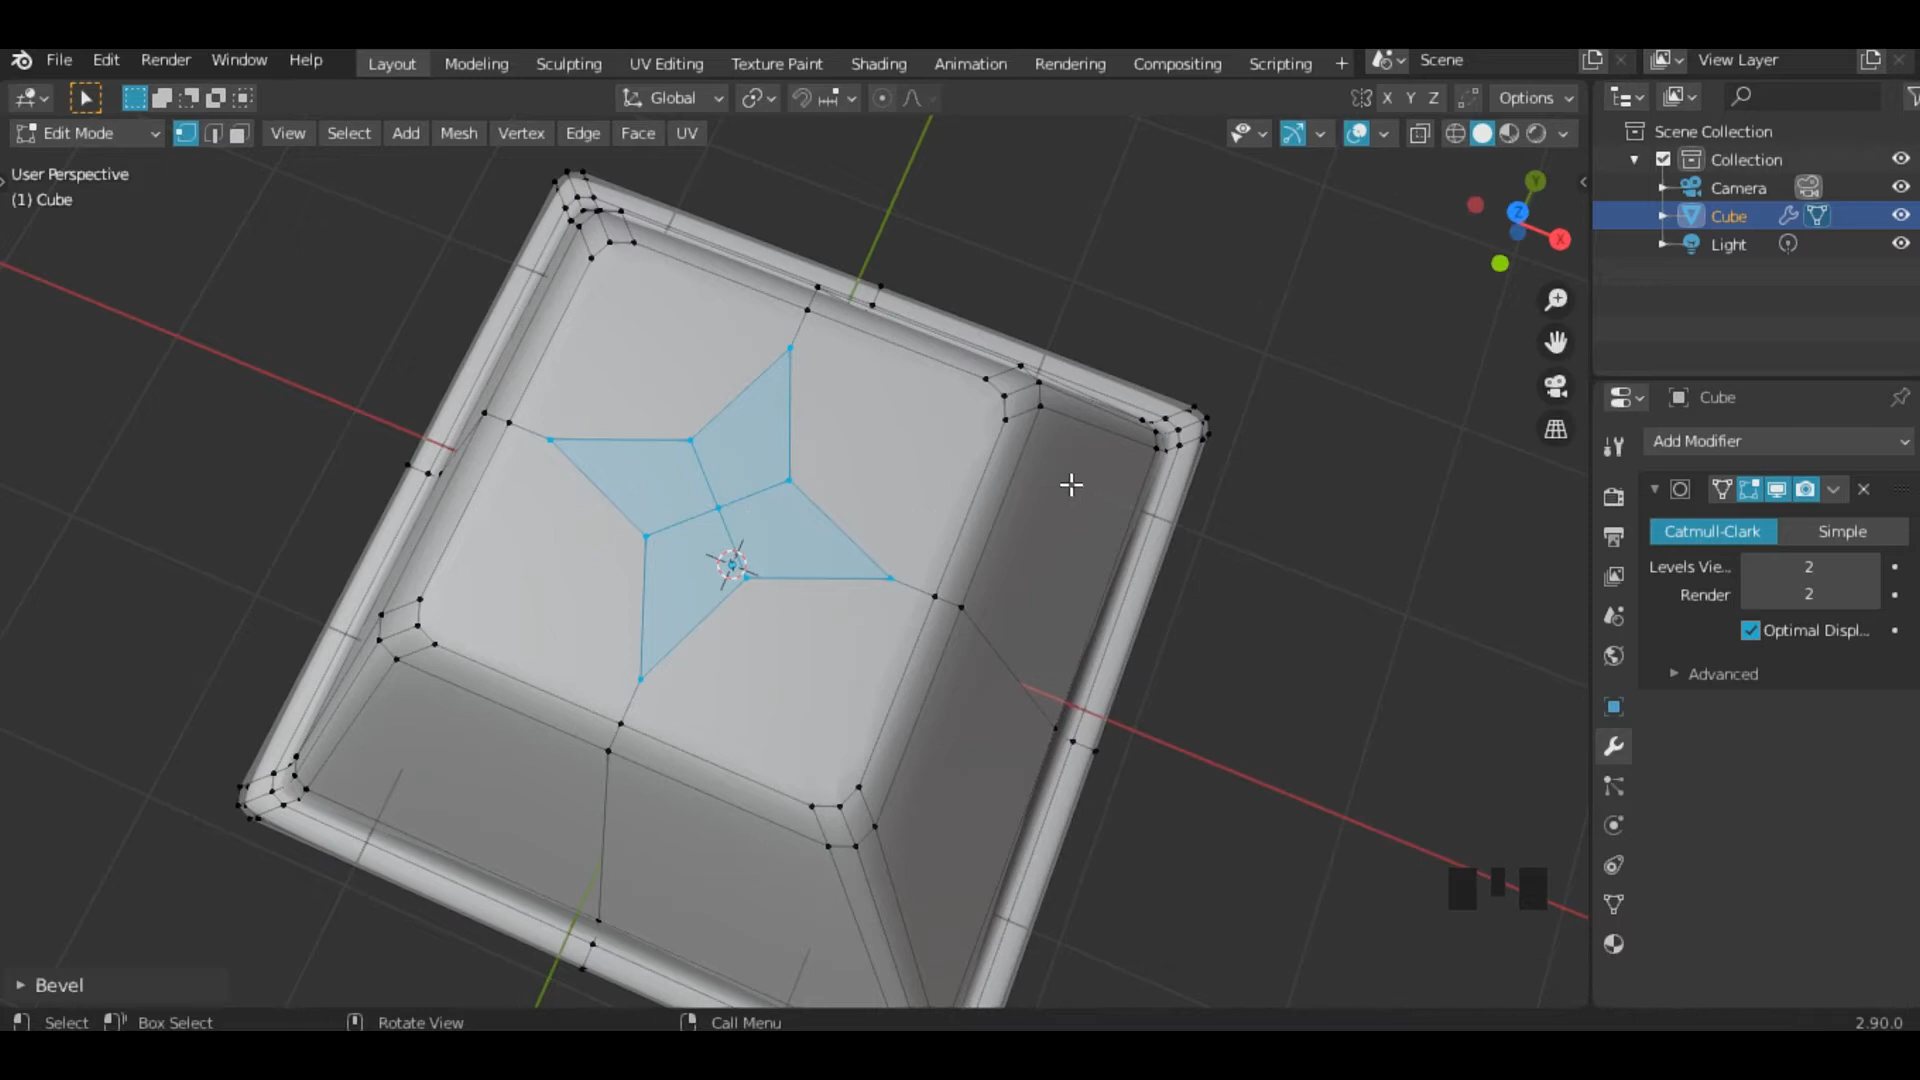 File Edit Render Window Help Layout Modeling Sculpting UV Editing Texture Paint Shading Animation Rendering Compositing Scripting + Scene View Layer
Global X Y Z Options
Edit Mode View Select Add Mesh Vertex Edge Face UV
User Perspective
(1) Cube
Y
Z
X
Scene Collection
Collection
Camera
Cube
Light
Cube
Add Modifier
Catmull-Clark Simple
Levels Vie... 2
Render 2
Optimal Displ...
Advanced
Bevel
Select Box Select Rotate View Call Menu 2.90.0